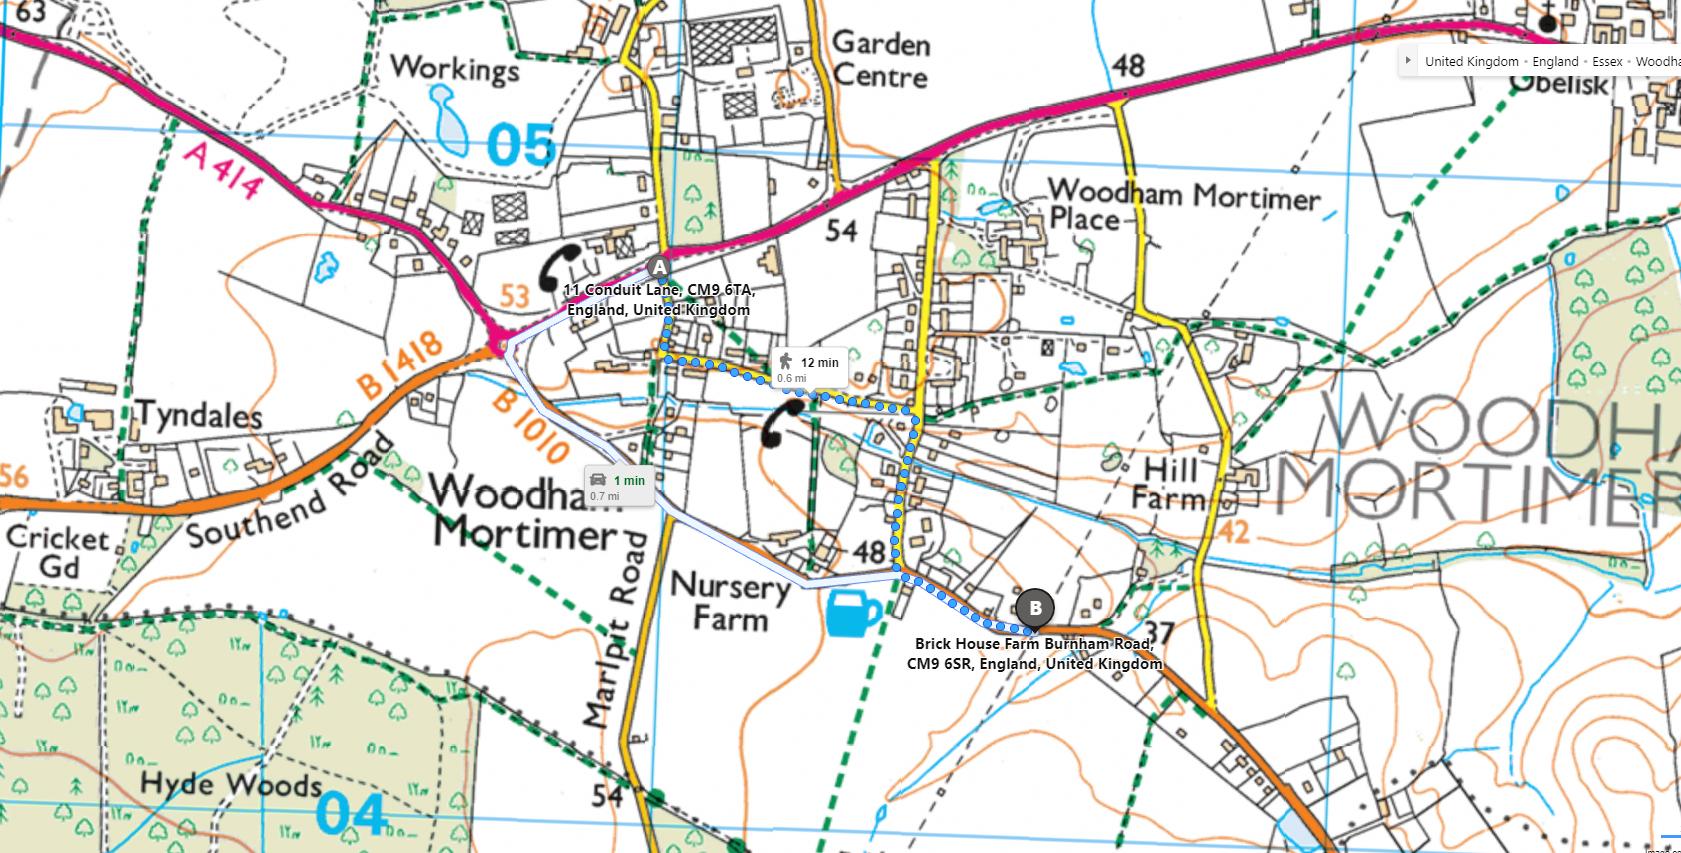 63
Workings
Garden
Centre
48
United Kingdom • England • Essex • Woodha
Obelisk
05
A 414
Woodham Mortimer
Place
54
53
11 Conduit Lane, CM9 6TA,
England, United Kingdom
A
B 1418
12 min
0.6 mi
B 1010
Tyndales
56
Southend Road
Cricket
Gd
1 min
0.7 mi
Woodha
Mortimer
WOODHA
MORTIMER
Hill
Farm
42
48
Nursery
Farm
Marlpit Road
B
Brick House Farm Burnham Road,
CM9 6SR, England, United Kingdom
37
Hyde Woods
04
54